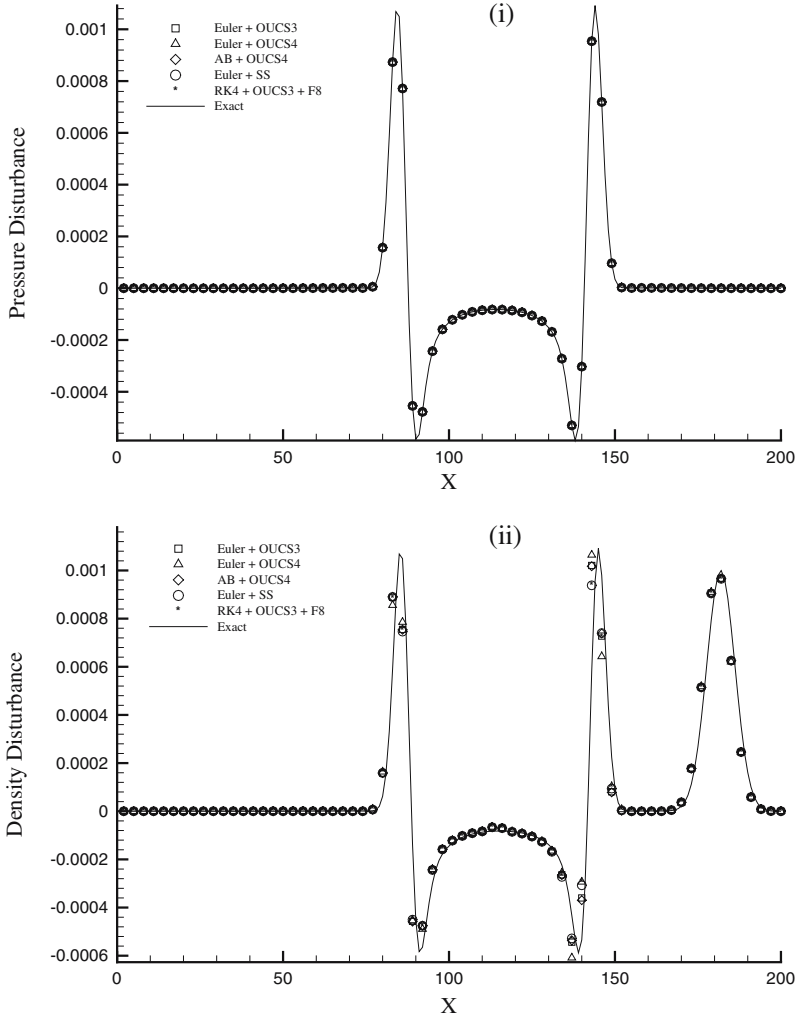 (i)
0.001
0.0008
0.0006
0.0004
0.0002
0
-0.0002
-0.0004
Pressure Disturbance
Euler + OUCS3
Euler + OUCS4
AB + OUCS4
Euler + SS
RK4 + OUCS3 + F8
Exact
0 50 100 150 200
X
(ii)
0.001
0.0008
0.0006
0.0004
0.0002
0
-0.0002
-0.0004
-0.0006
Density Disturbance
Euler + OUCS3
Euler + OUCS4
AB + OUCS4
Euler + SS
RK4 + OUCS3 + F8
Exact
0 50 100 150 200
X